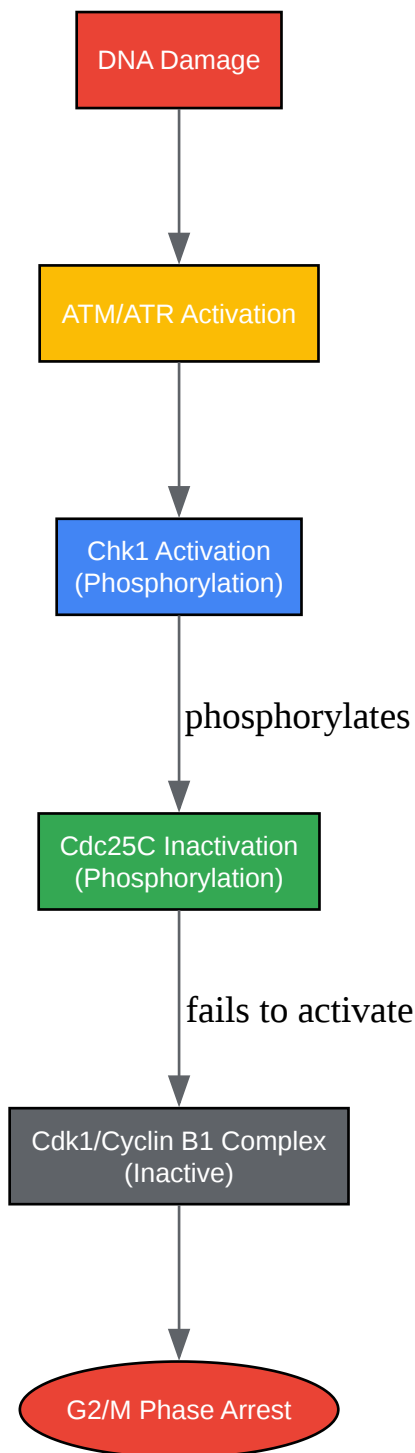 DNA Damage
ATM/ATR Activation
Chk1 Activation
(Phosphorylation)
phosphorylates
Cdc25C Inactivation
(Phosphorylation)
fails to activate
Cdk1/Cyclin B1 Complex
(Inactive)
G2/M Phase Arrest